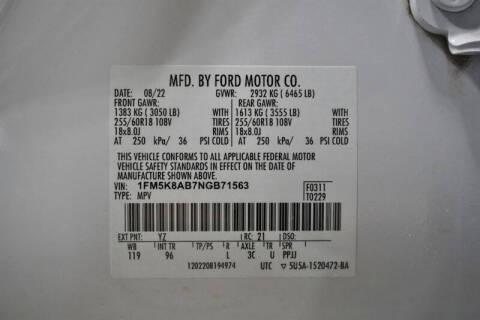 MFD. BY FORD MOTOR CO.
DATE: 08/22 GVWR: 2932 KG ( 6465 LB)
FRONT GAWR: REAR GAWR:
1383 KG ( 3050 LB) WITH 1613 KG ( 3555 LB) WITH
255/60R18 108V TIRES 255/60R18 108V TIRES
18x8.0J RIMS 18x8.0J RIMS
AT 250 kPa/ 36 PSI COLD AT 250 kPa/ 36 PSI COLD
THIS VEHICLE CONFORMS TO ALL APPLICABLE FEDERAL MOTOR
VEHICLE SAFETY STANDARDS IN EFFECT ON THE DATE OF
MANUFACTURE SHOWN ABOVE.
VIN: 1FM5K8AB7NGB71563 F0311
TYPE: MPV T0229
EXT PNT: YZ RC: 21 DSO:
WB INT TR TP/PS R AXLE TR SPR
119 96 L 3C U PPJJ
1202208194974 UTC ▽ 5U5A-1520472-BA